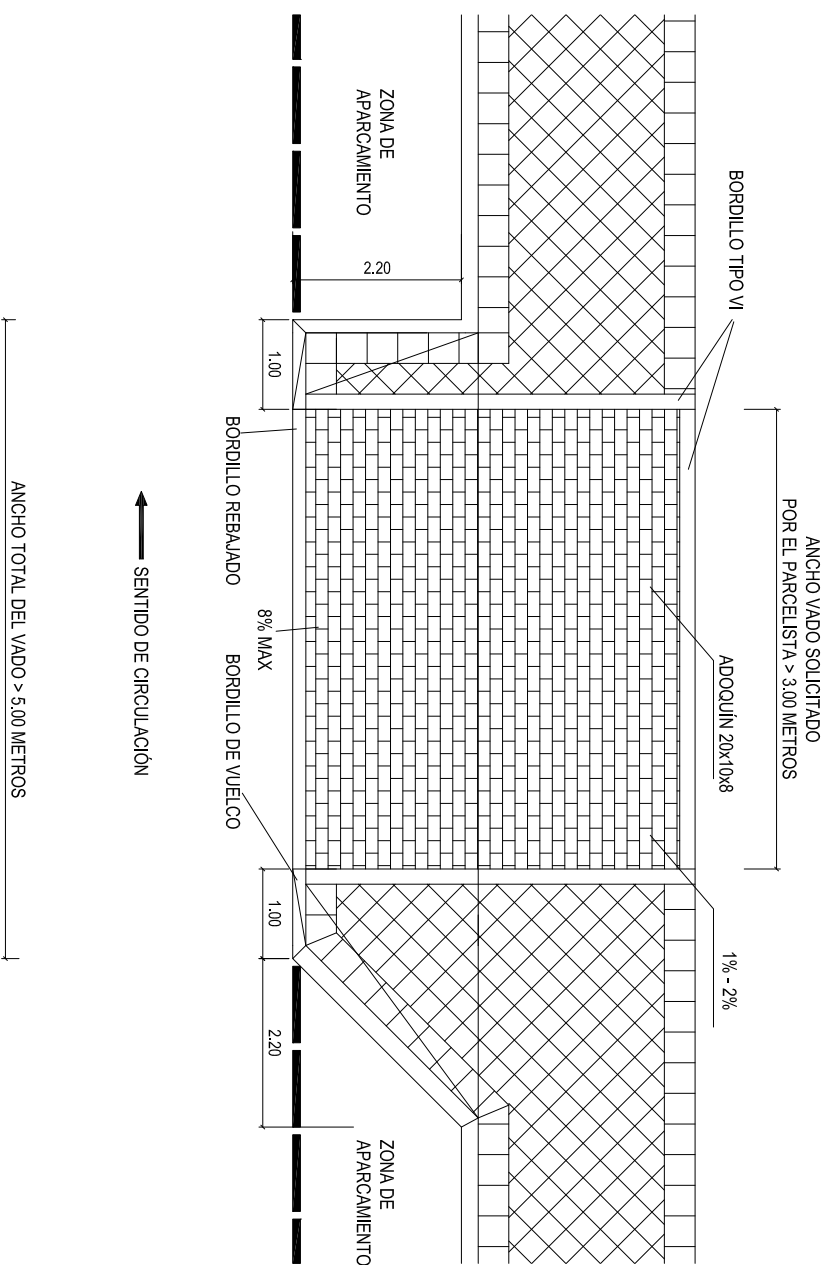 ANCHO VADO SOLICITADO
POR EL PARCELISTA > 3.00 METROS
BORDILLO TIPO VI
ADOQUÍN 20x10x8
1% - 2%
ZONA DE
APARCAMIENTO
2.20
ZONA DE
APARCAMIENTO
1.00
1.00
2.20
BORDILLO REBAJADO
8% MAX
BORDILLO DE VUELCO
SENTIDO DE CIRCULACIÓN
ANCHO TOTAL DEL VADO > 5.00 METROS